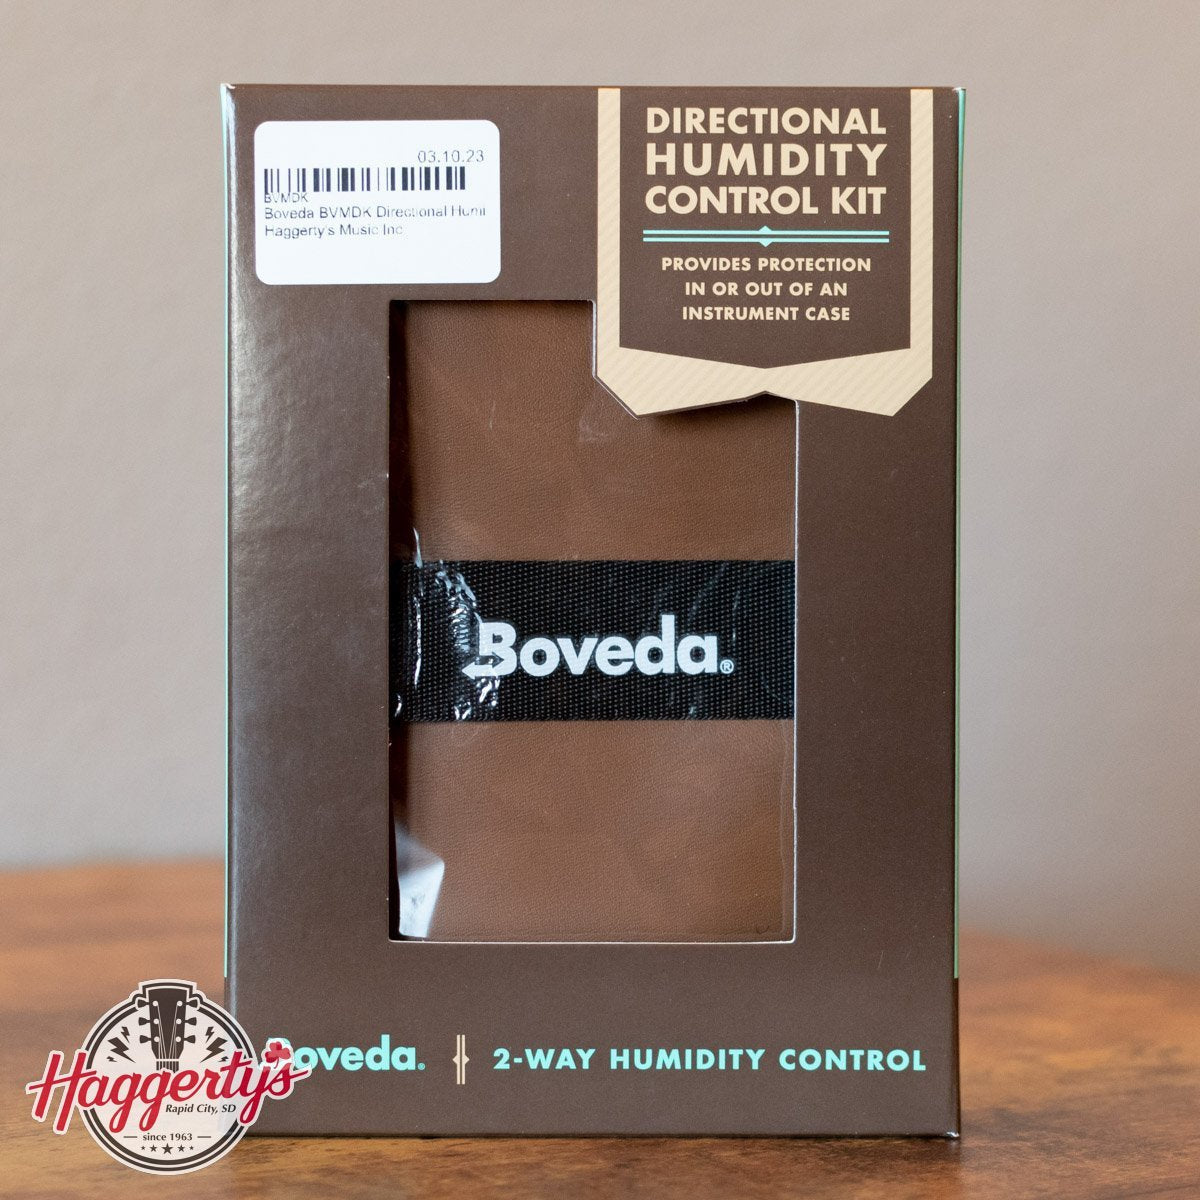 03.10.23
BVMDK
Boveda BVMDK Directional Humi
Haggerty's Music Inc
DIRECTIONAL
HUMIDITY
CONTROL KIT
PROVIDES PROTECTION
IN OR OUT OF AN
INSTRUMENT CASE
Boveda®
Boveda. 2-WAY HUMIDITY CONTROL
Haggerty's
Rapid City, SD
since 1963